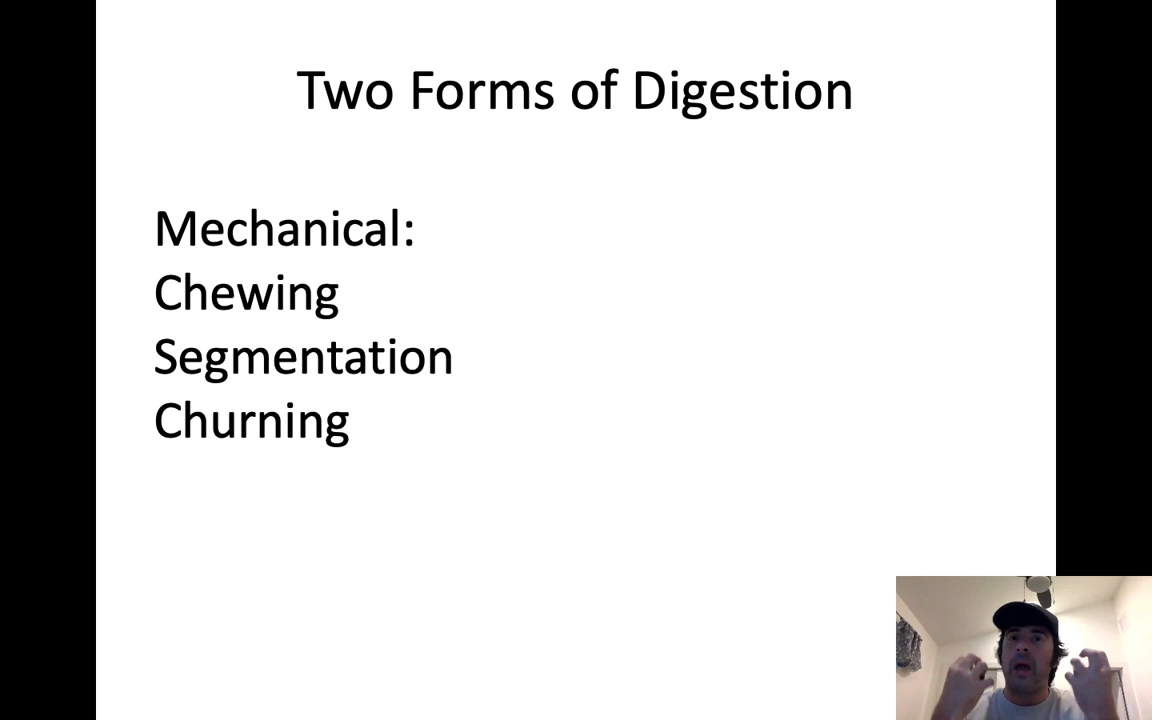 Two Forms of Digestion
Mechanical:
Chewing
Segmentation
Churning